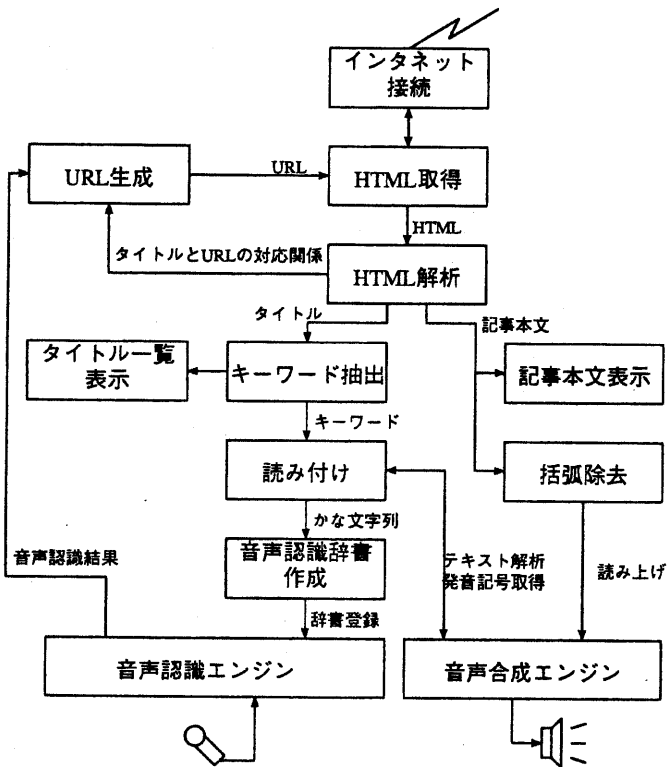 インタネット
接続
URL生成
URL
HTML取得
HTML
タイトルとURLの対応関係
HTML解析
タイトル
記事本文
タイトル一覧
表示
キーワード抽出
記事本文表示
キーワード
読み付け
括弧除去
かな文字列
音声認識辞書
作成
音声認識結果
テキスト解析
発音記号取得
読み上げ
辞書登録
音声認識エンジン
音声合成エンジン